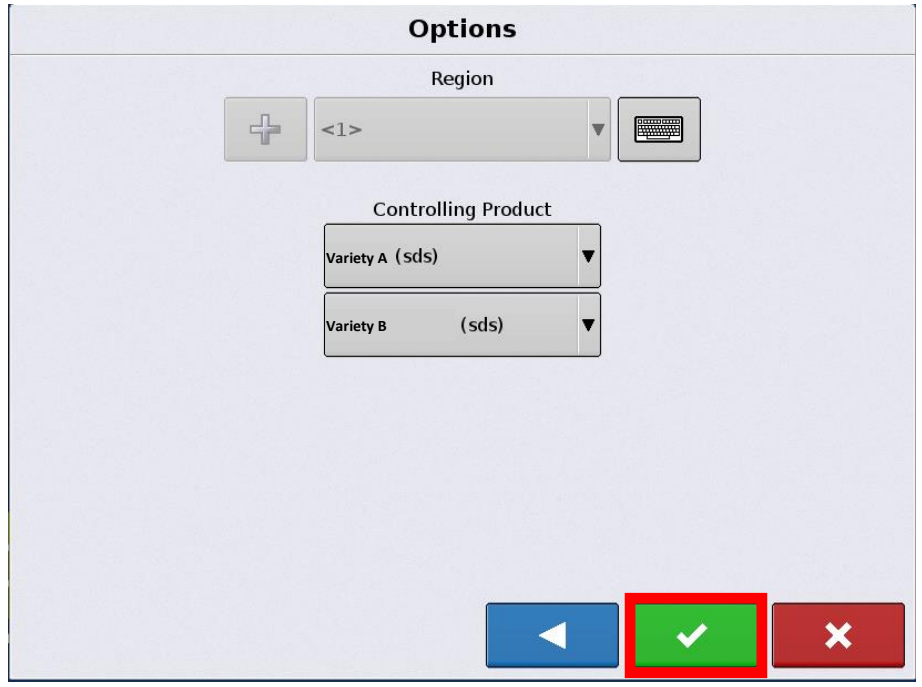 Options
Region
<1>
Controlling Product
Variety A (sds)
Variety B (sds)